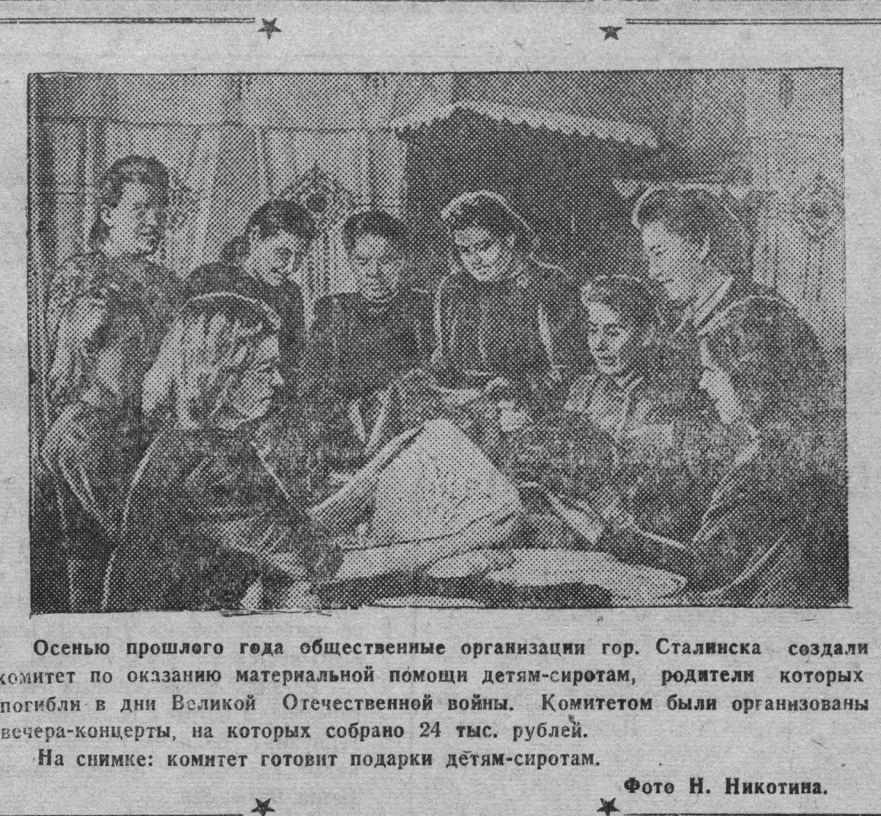 Осенью прошлого года общественные организации гор. Сталинска создали
комитет по оказанию материальной помощи детям-сиротам, родители которых
погибли в дни Великой Отечественной войны. Комитетом были организованы
вечера-концерты, на которых собрано 24 тыс. рублей.
На снимке: комитет готовит подарки детям-сиротам.
Фото Н. Никотина.